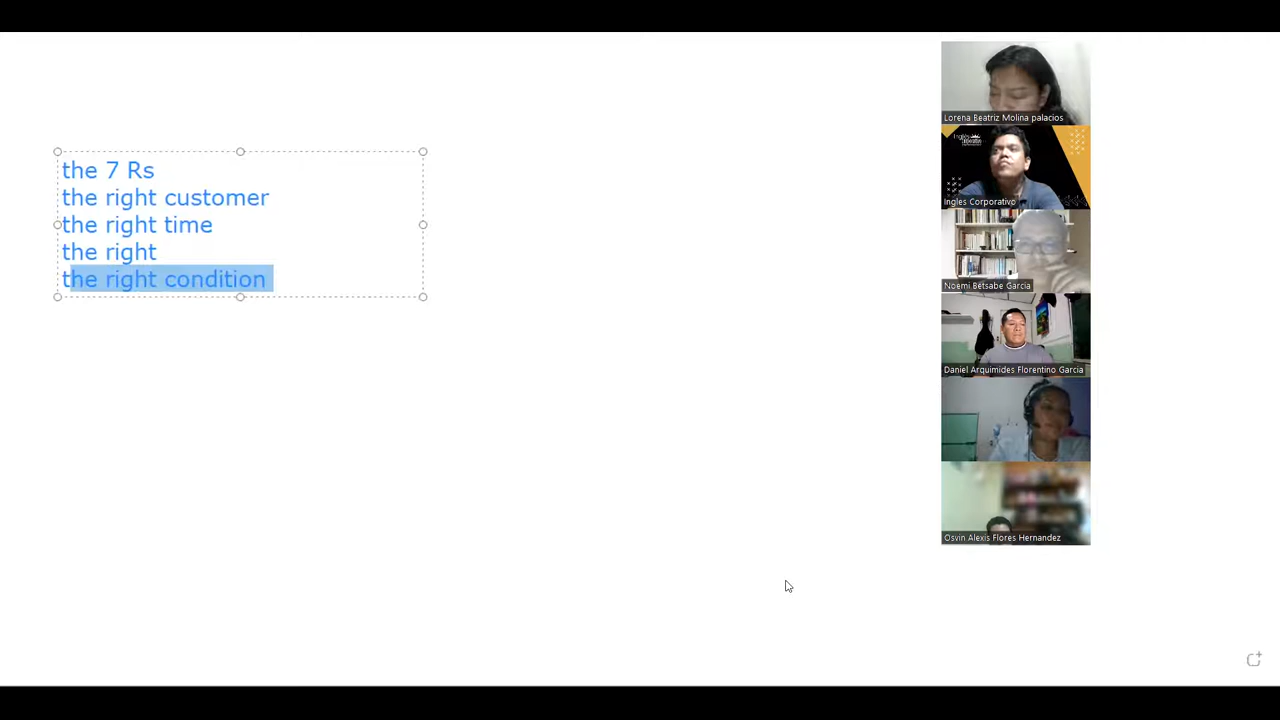 the 7 Rs
the right customer
the right time
the right
the right condition
Lorena Beatriz Molina palacios
Ingles Corporativo
Noemi Betsabe Garcia
Daniel Arquimides Florentino Garcia
Osvin Alexis Flores Hernandez